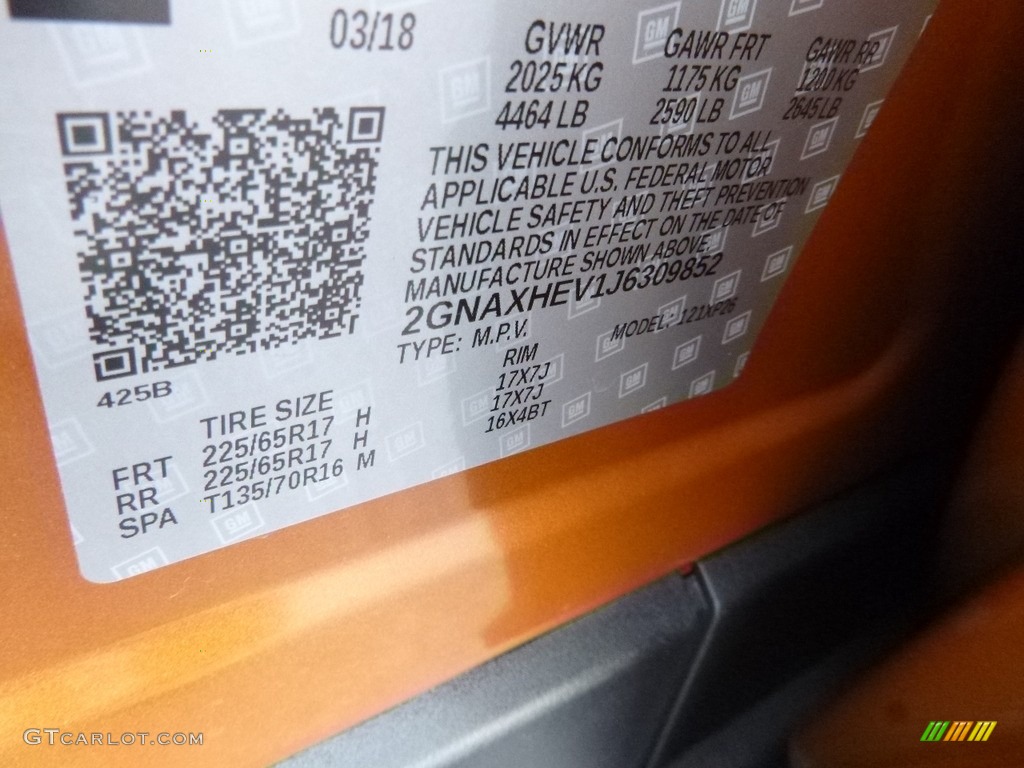 03/18
GVWR GAWR FRT GAWR RR
2025 KG 1175 KG 1200 KG
4464 LB 2590 LB 2645 LB
THIS VEHICLE CONFORMS TO ALL
APPLICABLE U.S. FEDERAL MOTOR
VEHICLE SAFETY AND THEFT PREVENTION
STANDARDS IN EFFECT ON THE DATE OF
MANUFACTURE SHOWN ABOVE.
2GNAXHEV1J6309852
TYPE: M.P.V. MODEL: 121XP26
425B
TIRE SIZE RIM
FRT 225/65R17 H 17X7J
RR 225/65R17 H 17X7J
SPA T135/70R16 M 16X4BT
GM
GTCARLOT.COM